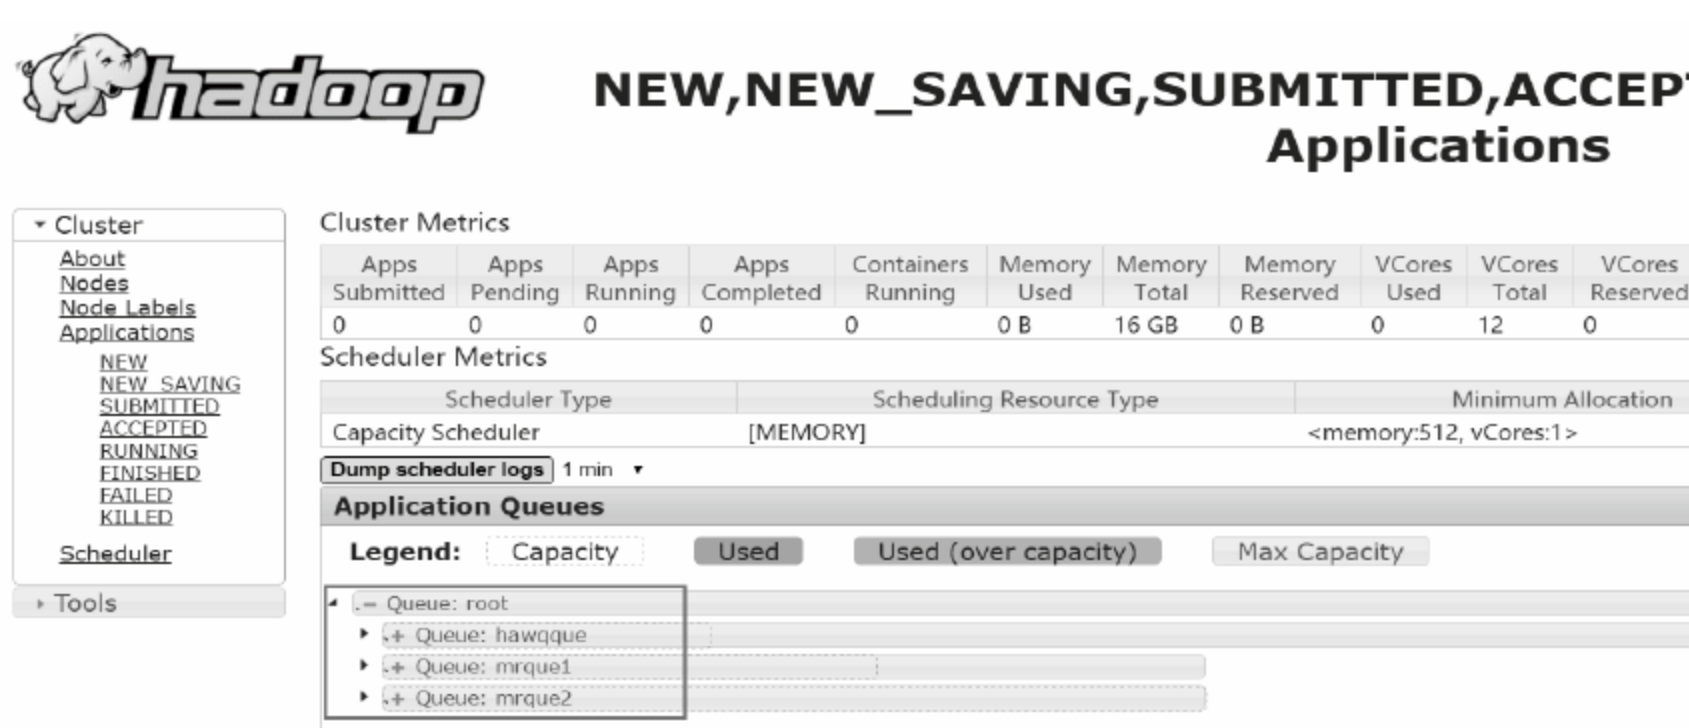 hadoop
NEW,NEW_SAVING,SUBMITTED,ACCEP
Applications
Cluster
About
Nodes
Node Labels
Applications
NEW
NEW_SAVING
SUBMITTED
ACCEPTED
RUNNING
FINISHED
FAILED
KILLED
Scheduler
Tools
Cluster Metrics
Apps Submitted Apps Pending Apps Running Apps Completed Containers Running Memory Used Memory Total Memory Reserved VCores Used VCores Total VCores Reserved
0 0 0 0 0 0 B 16 GB 0 B 0 12 0
Scheduler Metrics
Scheduler Type Scheduling Resource Type Minimum Allocation
Capacity Scheduler [MEMORY] <memory:512, vCores:1>
Dump scheduler logs 1 min
Application Queues
Legend: Capacity Used Used (over capacity) Max Capacity
- Queue: root
+ Queue: hawqque
+ Queue: mrque1
+ Queue: mrque2